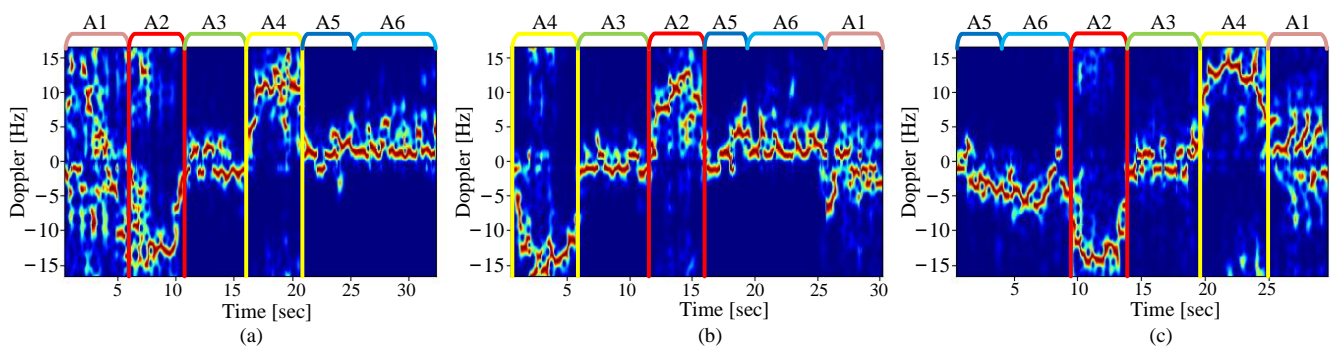 A1 A2 A3 A4 A5 A6
A4 A3 A2 A5 A6 A1
A5 A6 A2 A3 A4 A1
Doppler [Hz]
15
10
5
0
−5
−10
−15
5 10 15 20 25 30
Time [sec]
(a)
Doppler [Hz]
15
10
5
0
−5
−10
−15
5 10 15 20 25 30
Time [sec]
(b)
Doppler [Hz]
15
10
5
0
−5
−10
−15
5 10 15 20 25
Time [sec]
(c)